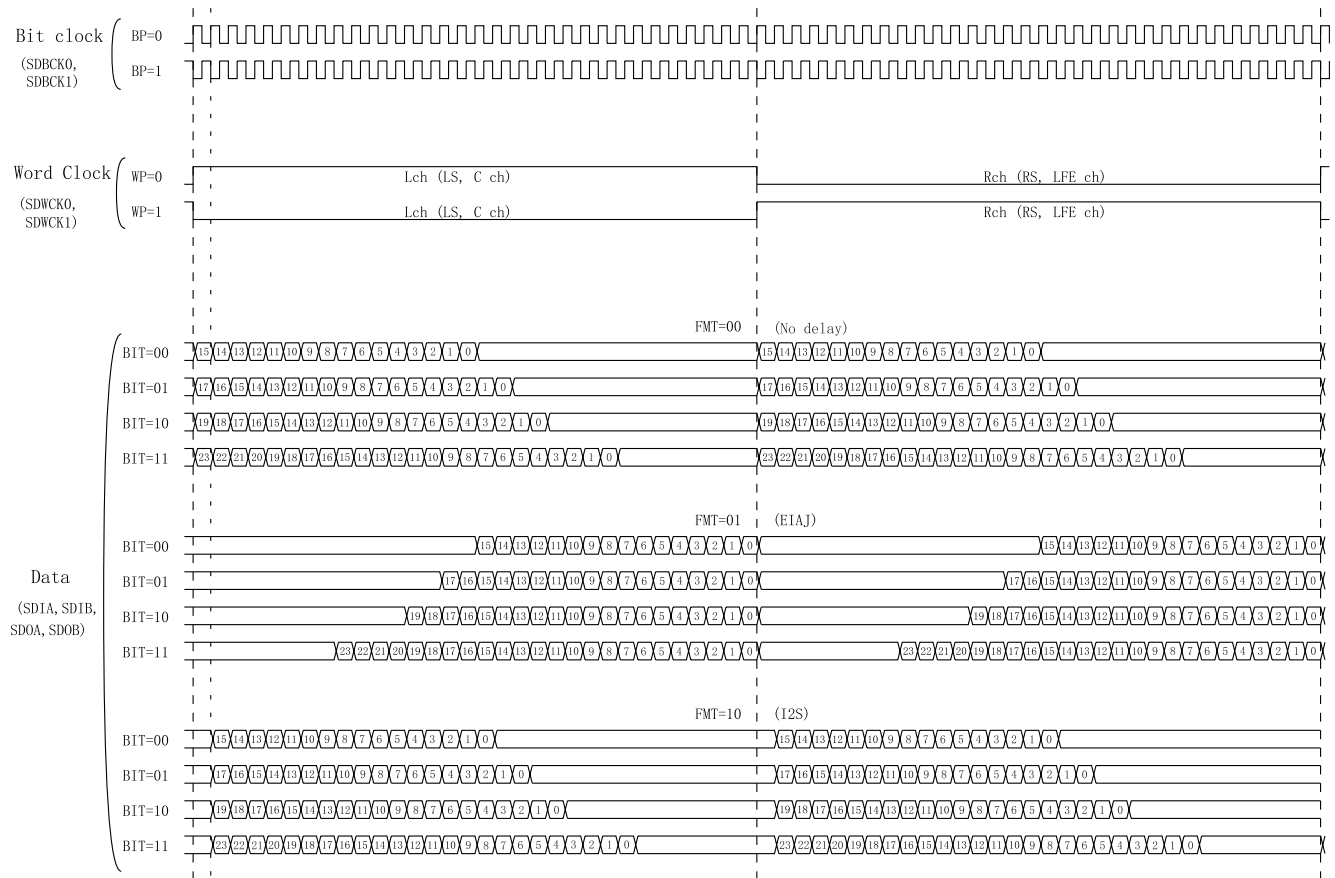 Bit clock BP=0
(SDBCK0, SDBCK1) BP=1
Word Clock WP=0 Lch (LS, C ch) Rch (RS, LFE ch)
(SDWCK0, SDWCK1) WP=1 Lch (LS, C ch) Rch (RS, LFE ch)
FMT=00 (No delay)
BIT=00 15 14 13 12 11 10 9 8 7 6 5 4 3 2 1 0 15 14 13 12 11 10 9 8 7 6 5 4 3 2 1 0
BIT=01 17 16 15 14 13 12 11 10 9 8 7 6 5 4 3 2 1 0 17 16 15 14 13 12 11 10 9 8 7 6 5 4 3 2 1 0
BIT=10 19 18 17 16 15 14 13 12 11 10 9 8 7 6 5 4 3 2 1 0 19 18 17 16 15 14 13 12 11 10 9 8 7 6 5 4 3 2 1 0
BIT=11 23 22 21 20 19 18 17 16 15 14 13 12 11 10 9 8 7 6 5 4 3 2 1 0 23 22 21 20 19 18 17 16 15 14 13 12 11 10 9 8 7 6 5 4 3 2 1 0
FMT=01 (EIAJ)
BIT=00 15 14 13 12 11 10 9 8 7 6 5 4 3 2 1 0 15 14 13 12 11 10 9 8 7 6 5 4 3 2 1 0
Data
BIT=01 17 16 15 14 13 12 11 10 9 8 7 6 5 4 3 2 1 0 17 16 15 14 13 12 11 10 9 8 7 6 5 4 3 2 1 0
(SDIA,SDIB,
BIT=10 19 18 17 16 15 14 13 12 11 10 9 8 7 6 5 4 3 2 1 0 19 18 17 16 15 14 13 12 11 10 9 8 7 6 5 4 3 2 1 0
SDOA,SDOB)
BIT=11 23 22 21 20 19 18 17 16 15 14 13 12 11 10 9 8 7 6 5 4 3 2 1 0 23 22 21 20 19 18 17 16 15 14 13 12 11 10 9 8 7 6 5 4 3 2 1 0
FMT=10 (I2S)
BIT=00 15 14 13 12 11 10 9 8 7 6 5 4 3 2 1 0 15 14 13 12 11 10 9 8 7 6 5 4 3 2 1 0
BIT=01 17 16 15 14 13 12 11 10 9 8 7 6 5 4 3 2 1 0 17 16 15 14 13 12 11 10 9 8 7 6 5 4 3 2 1 0
BIT=10 19 18 17 16 15 14 13 12 11 10 9 8 7 6 5 4 3 2 1 0 19 18 17 16 15 14 13 12 11 10 9 8 7 6 5 4 3 2 1 0
BIT=11 23 22 21 20 19 18 17 16 15 14 13 12 11 10 9 8 7 6 5 4 3 2 1 0 23 22 21 20 19 18 17 16 15 14 13 12 11 10 9 8 7 6 5 4 3 2 1 0